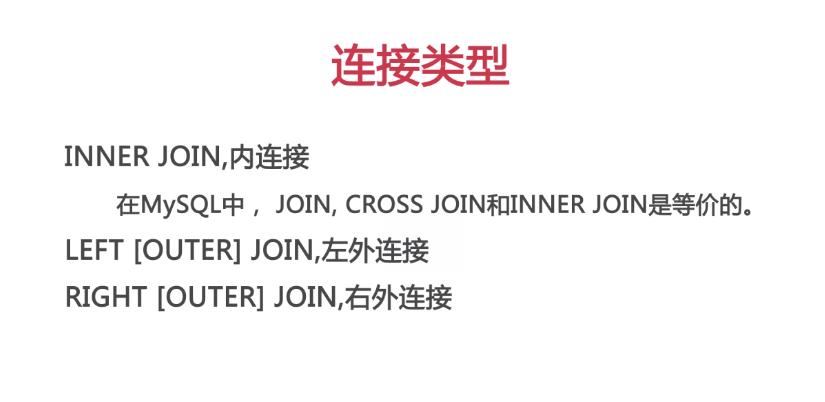 连接类型
INNER JOIN,内连接
在MySQL中， JOIN, CROSS JOIN和INNER JOIN是等价的。
LEFT [OUTER] JOIN,左外连接
RIGHT [OUTER] JOIN,右外连接